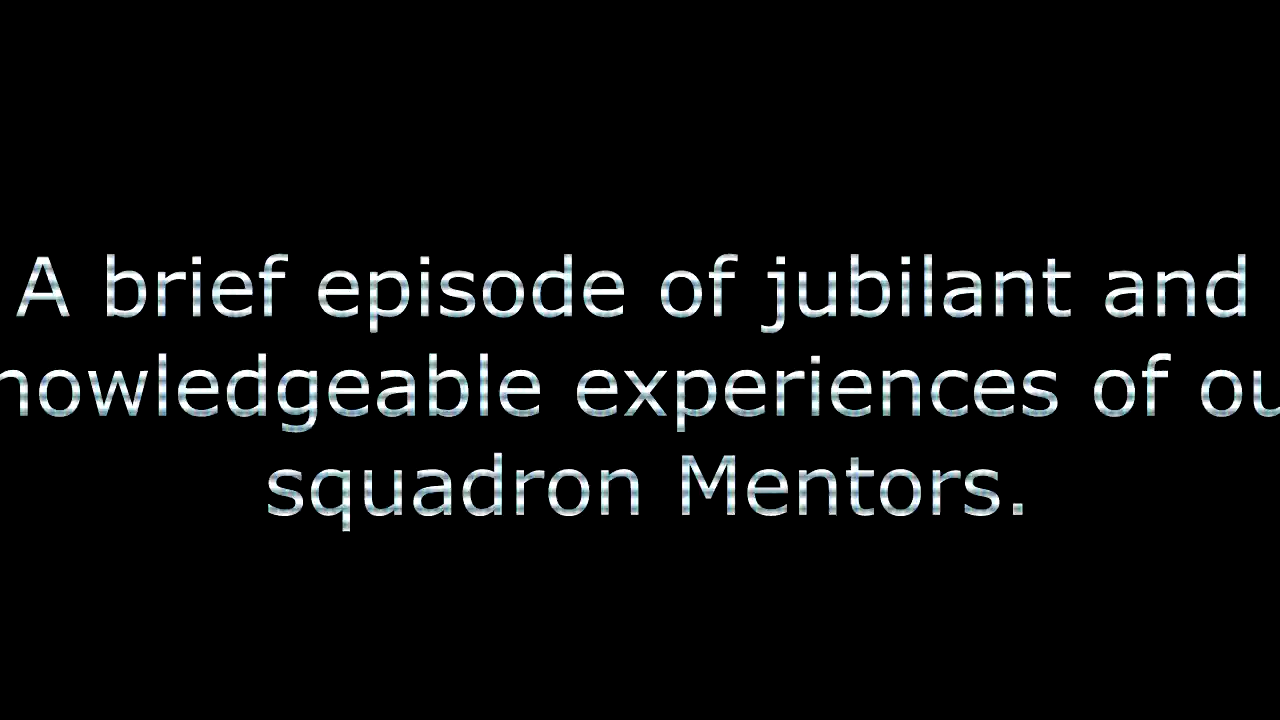 A brief episode of jubilant and
nowledgeable experiences of ou
squadron Mentors.